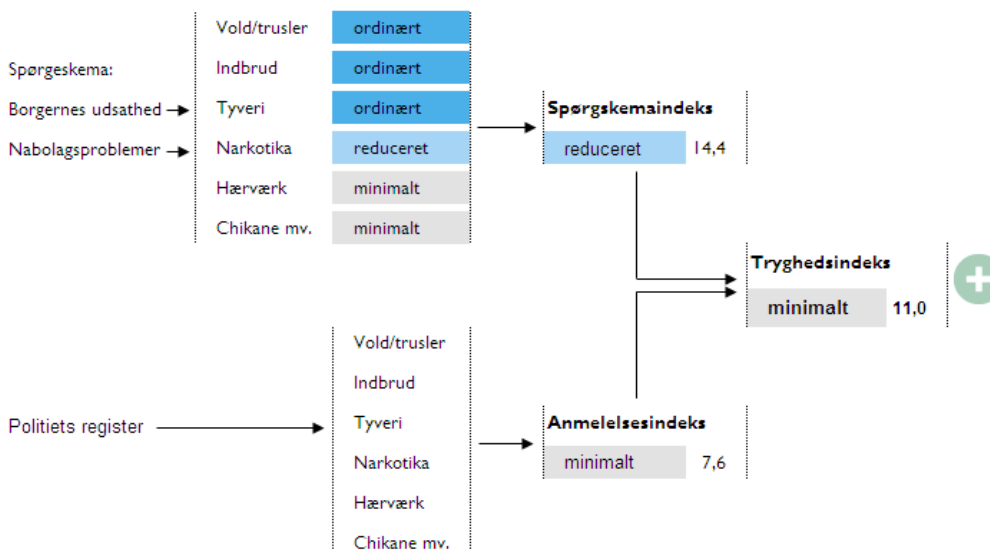 Spørgeskema:
Borgernes udsathed
Nabolagsproblemer
Vold/trusler ordinært
Indbrud ordinært
Tyveri ordinært
Narkotika reduceret
Hærværk minimalt
Chikane mv. minimalt
Spørgskemaindeks
reduceret 14,4
Tryghedsindeks
minimalt 11,0
Politiets register
Vold/trusler
Indbrud
Tyveri
Narkotika
Hærværk
Chikane mv.
Anmelelsesindeks
minimalt 7,6